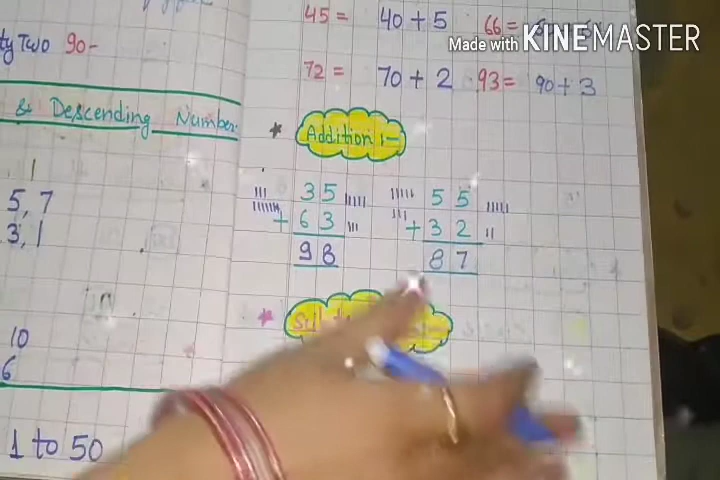 ty Two 90-
& Descending Number
1
5, 7
3, 1
10
6
1 to 50
45 = 40 + 5 66 =
Made with KINEMASTER
72 = 70 + 2 93 = 90 + 3
* Addition :-
35
+ 63
98
55
+ 32
87
*